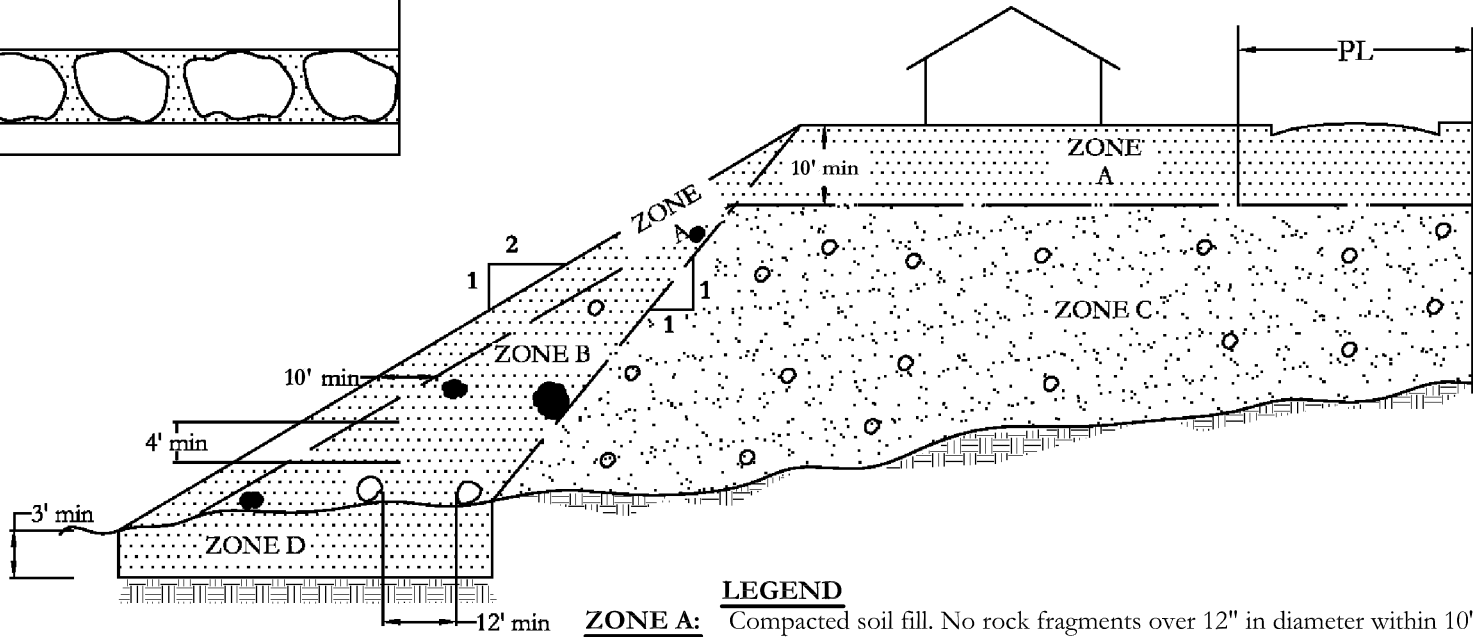 PL
ZONE
A
10' min
ZONE
A
2
1
1
1
ZONE C
ZONE B
10' min
4' min
3' min
ZONE D
12' min
LEGEND
ZONE A: Compacted soil fill. No rock fragments over 12" in diameter within 10'